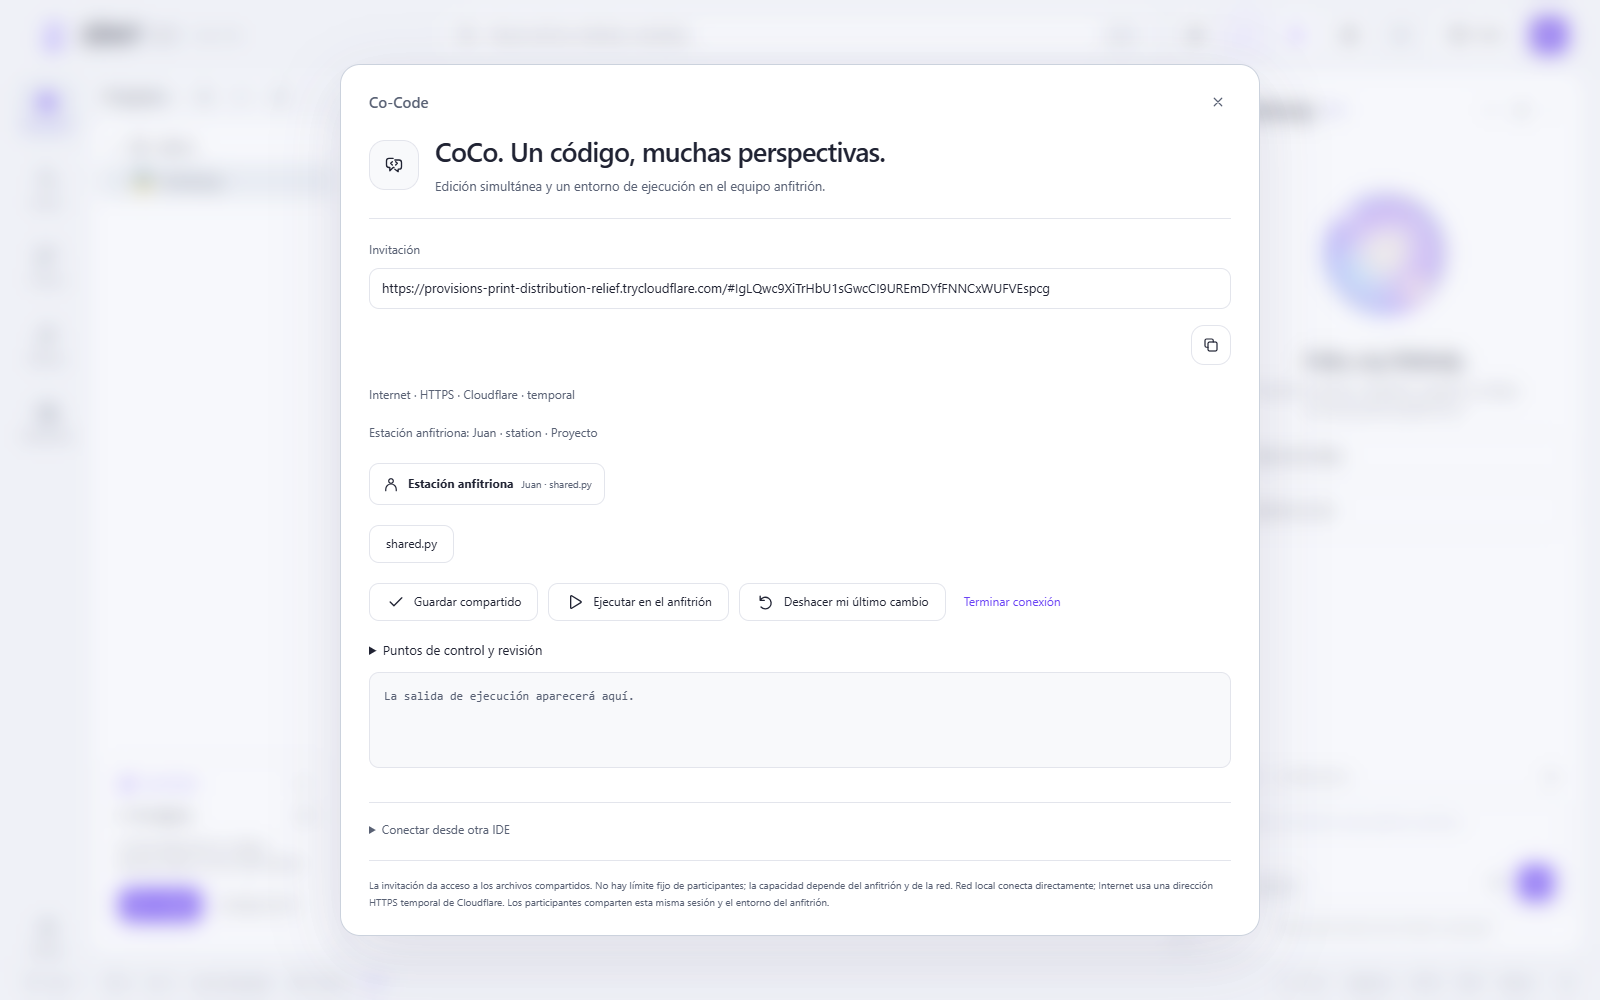 Co-Code
CoCo. Un código, muchas perspectivas.
Edición simultánea y un entorno de ejecución en el equipo anfitrión.
Invitación
https://provisions-print-distribution-relief.trycloudflare.com/#IgLQwc9XiTrHbU1sGwcCI9UREmDYfFNNCxWUFVEspcg
Internet · HTTPS · Cloudflare · temporal
Estación anfitriona: Juan · station · Proyecto
Estación anfitriona Juan · shared.py
shared.py
Guardar compartido Ejecutar en el anfitrión Deshacer mi último cambio Terminar conexión
Puntos de control y revisión
La salida de ejecución aparecerá aquí.
Conectar desde otra IDE
La invitación da acceso a los archivos compartidos. No hay límite fijo de participantes; la capacidad depende del anfitrión y de la red. Red local conecta directamente; Internet usa una dirección
HTTPS temporal de Cloudflare. Los participantes comparten esta misma sesión y el entorno del anfitrión.